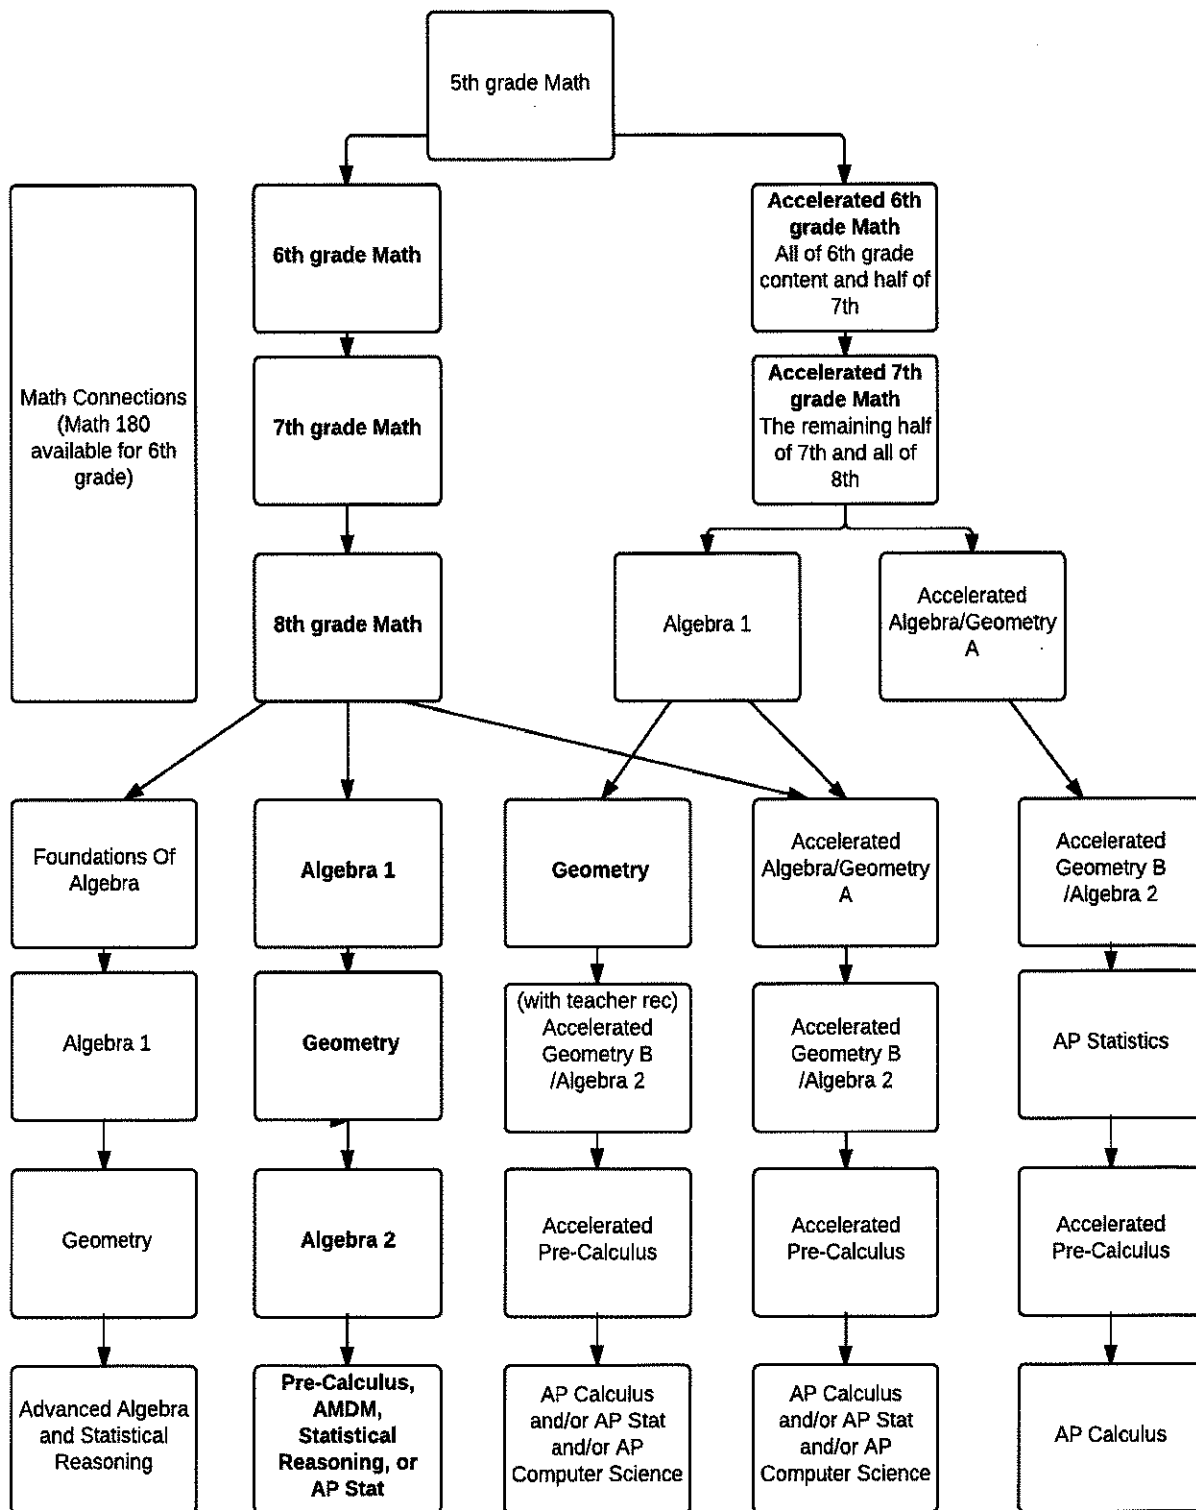 5th grade Math
6th grade Math
Accelerated 6th
grade Math
All of 6th grade
content and half of
7th
Math Connections
(Math 180
available for 6th
grade)
7th grade Math
Accelerated 7th
grade Math
The remaining half
of 7th and all of
8th
8th grade Math
Algebra 1
Accelerated
Algebra/Geometry
A
Foundations Of
Algebra
Algebra 1
Geometry
Accelerated
Algebra/Geometry
A
Accelerated
Geometry B
/Algebra 2
Algebra 1
Geometry
(with teacher rec)
Accelerated
Geometry B
/Algebra 2
Accelerated
Geometry B
/Algebra 2
AP Statistics
Geometry
Algebra 2
Accelerated
Pre-Calculus
Accelerated
Pre-Calculus
Accelerated
Pre-Calculus
Advanced Algebra
and Statistical
Reasoning
Pre-Calculus,
AMDM,
Statistical
Reasoning, or
AP Stat
AP Calculus
and/or AP Stat
and/or AP
Computer Science
AP Calculus
and/or AP Stat
and/or AP
Computer Science
AP Calculus